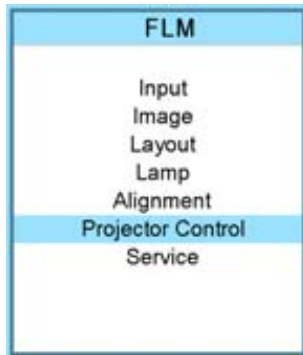 FLM
Input
Image
Layout
Lamp
Alignment
Projector Control
Service